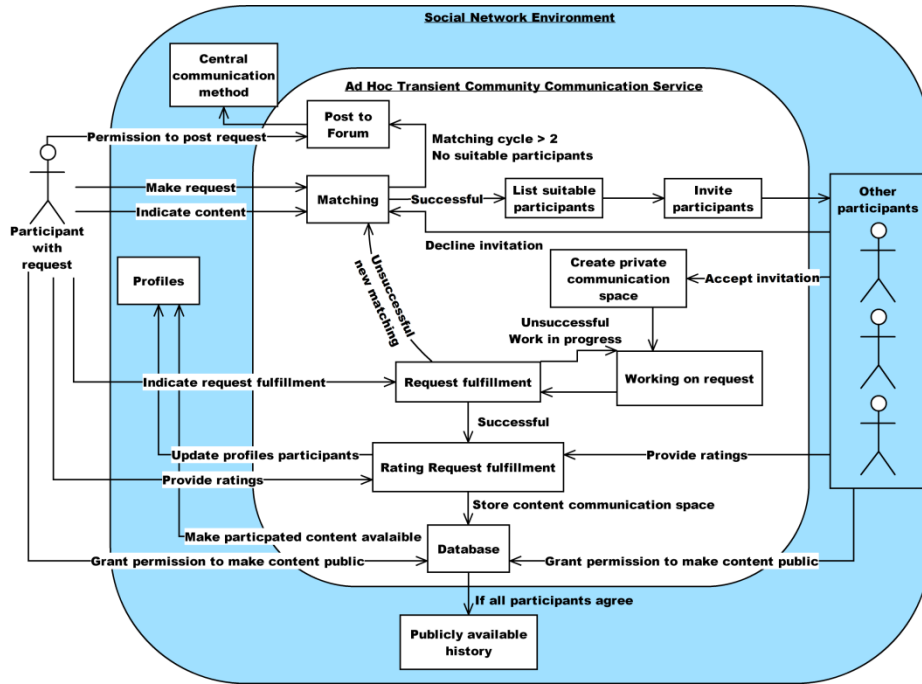 Social Network Environment
Central
communication
method
Ad Hoc Transient Community Communication Service
Post to
Forum
Permission to post request
Matching cycle > 2
No suitable participants
Make request
Matching
Successful
List suitable
participants
Invite
participants
Other
participants
Indicate content
Participant
with
request
Decline invitation
Profiles
Unsuccessful
new matching
Create private
communication
space
Accept invitation
Unsuccessful
Work in progress
Indicate request fulfillment
Request fulfillment
Working on request
Successful
Update profiles participants
Rating Request fulfillment
Provide ratings
Provide ratings
Store content communication space
Make particpated content avalaible
Database
Grant permission to make content public
Grant permission to make content public
If all participants agree
Publicly available
history